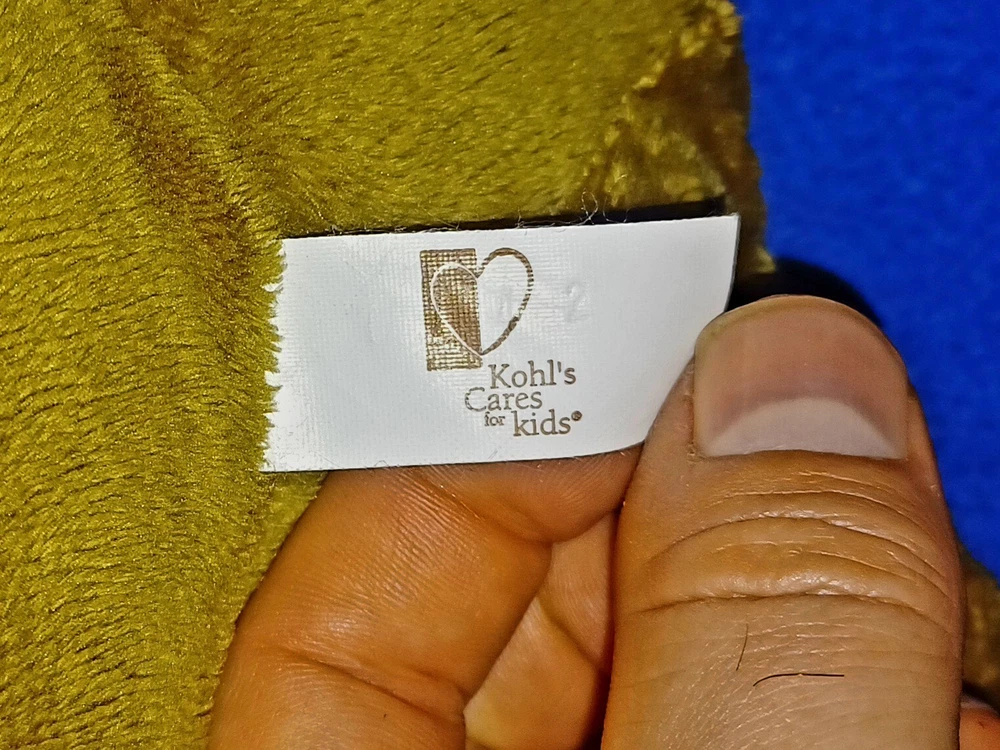 Kohl's
Cares
for kids®